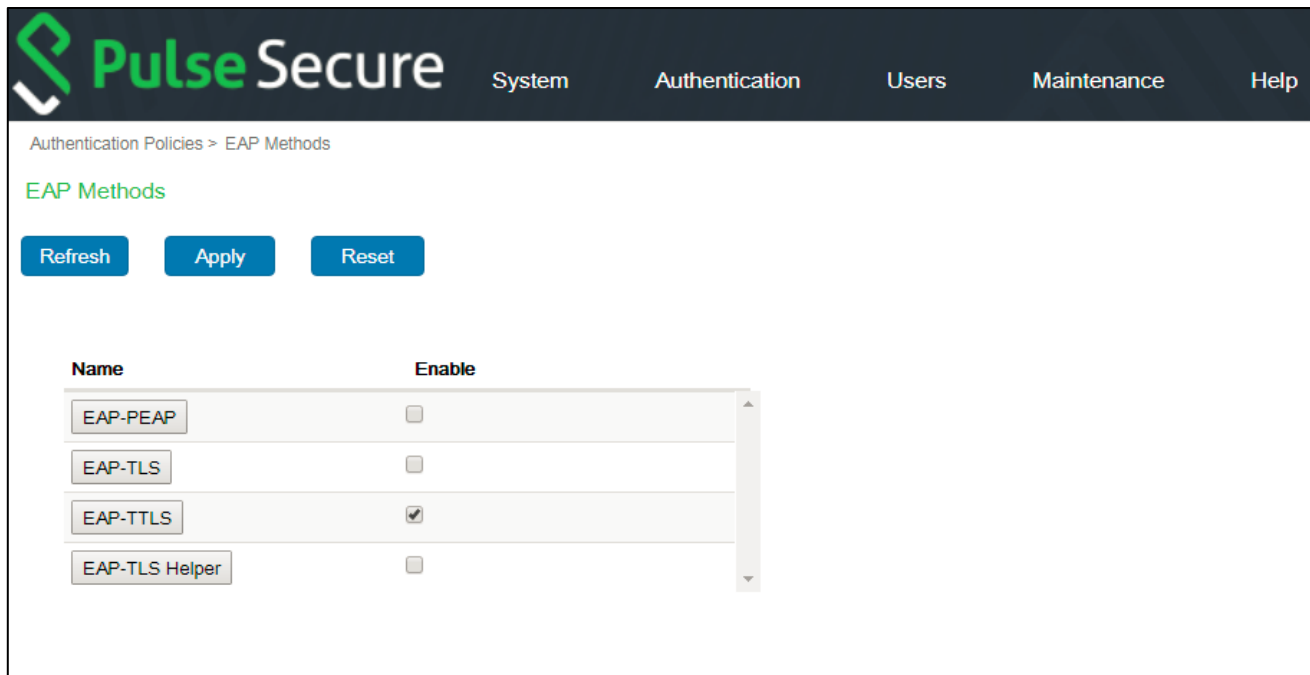 Pulse Secure System Authentication Users Maintenance Help
Authentication Policies > EAP Methods
EAP Methods
Refresh Apply Reset
Name Enable
EAP-PEAP
EAP-TLS
EAP-TTLS
EAP-TLS Helper